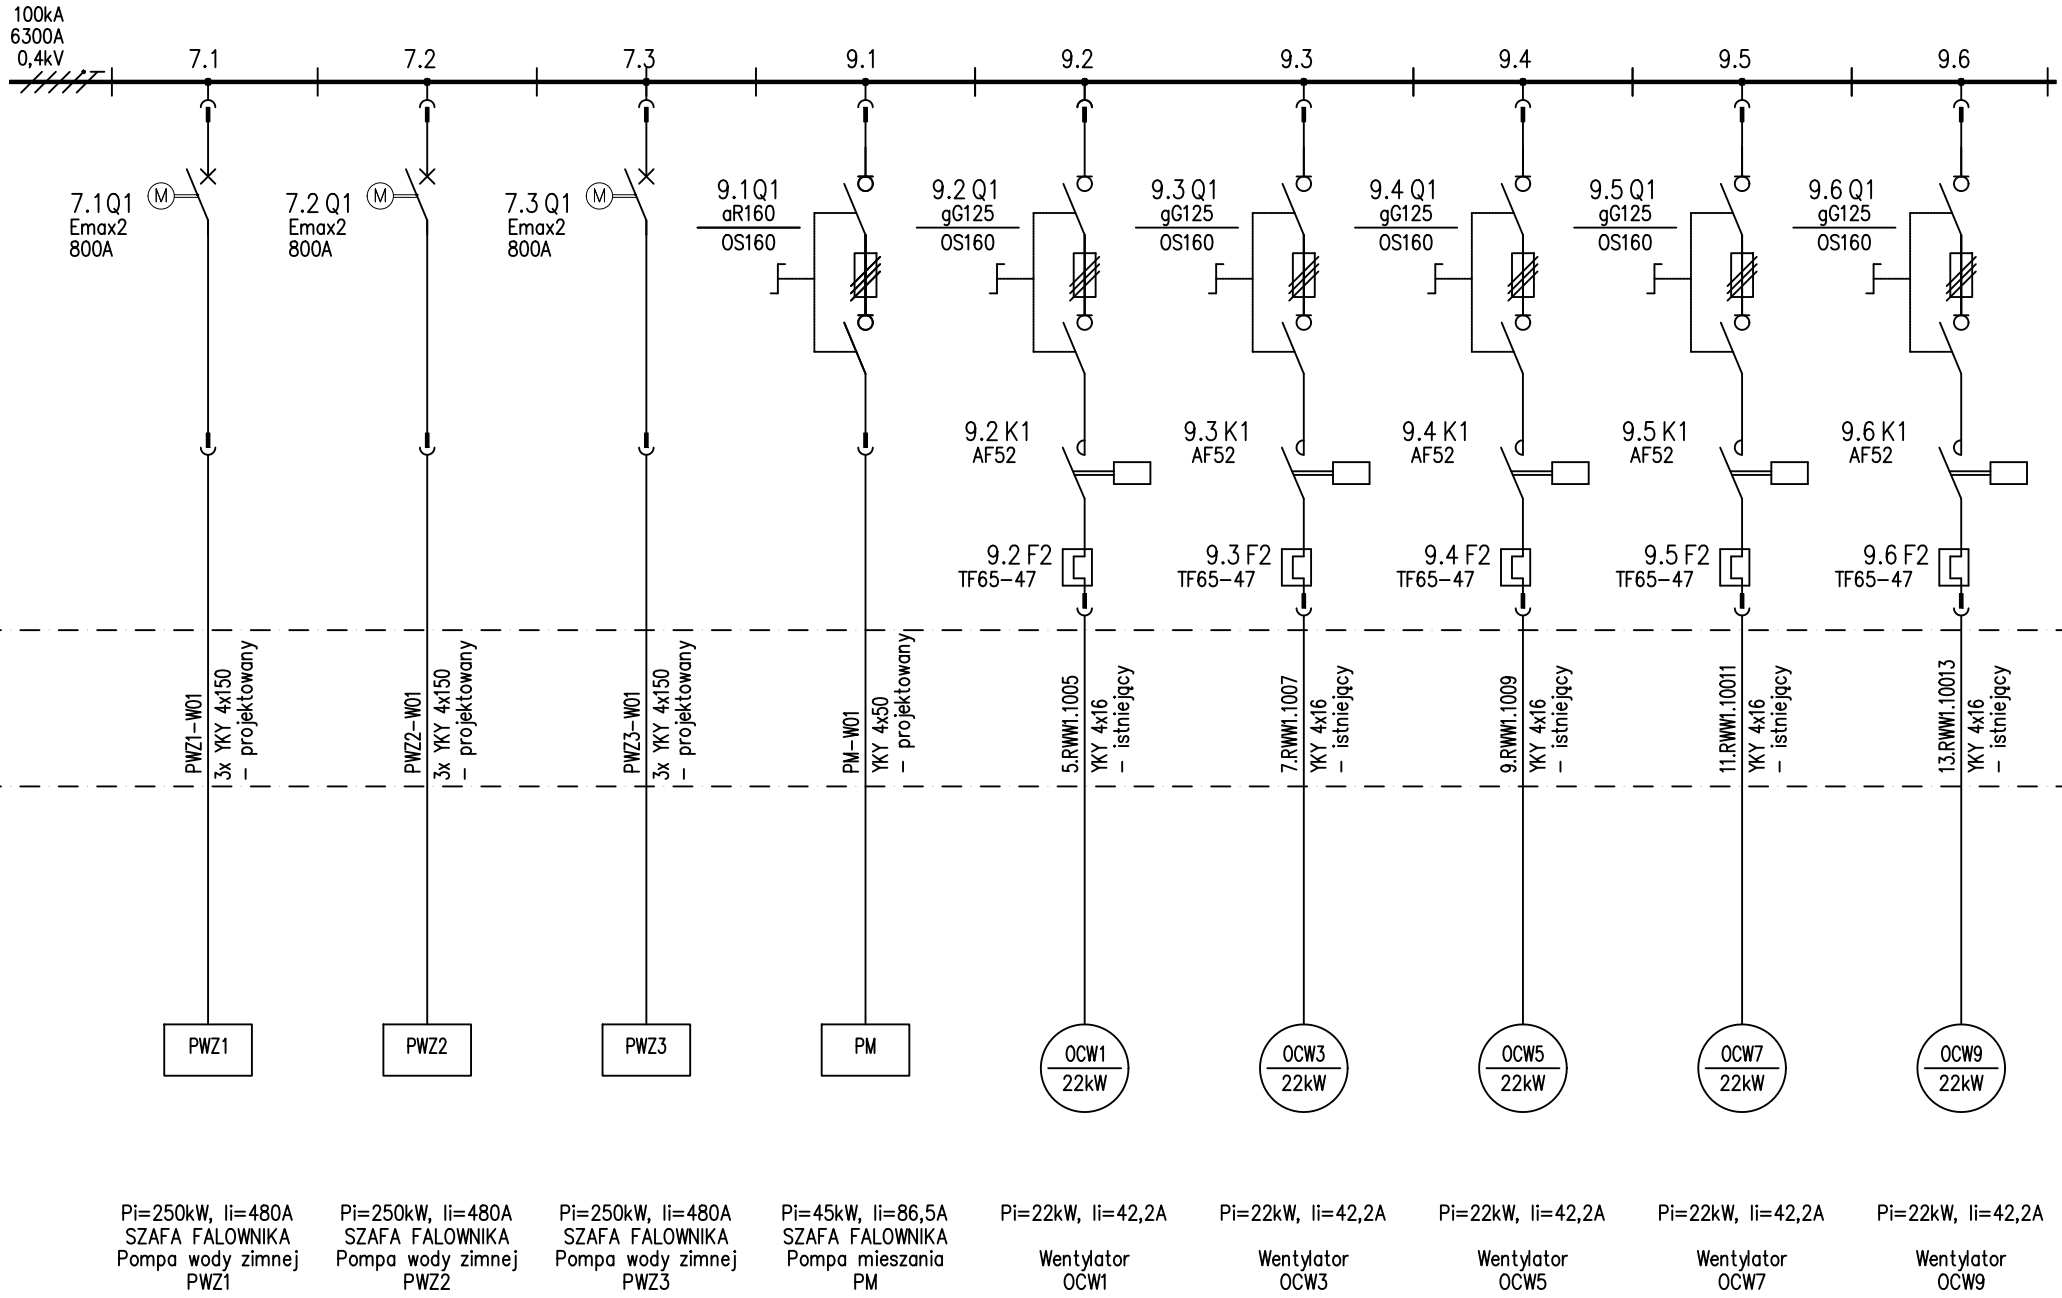 100kA
6300A
0,4kV
7.1
7.2
7.3
9.1
9.2
9.3
9.4
9.5
9.6
7.1 Q1
Emax2
800A
M
7.2 Q1
Emax2
800A
M
7.3 Q1
Emax2
800A
M
9.1 Q1
aR160
OS160
9.2 Q1
gG125
OS160
9.3 Q1
gG125
OS160
9.4 Q1
gG125
OS160
9.5 Q1
gG125
OS160
9.6 Q1
gG125
OS160
9.2 K1
AF52
9.3 K1
AF52
9.4 K1
AF52
9.5 K1
AF52
9.6 K1
AF52
9.2 F2
TF65-47
9.3 F2
TF65-47
9.4 F2
TF65-47
9.5 F2
TF65-47
9.6 F2
TF65-47
PWZ1-W01
3x YKY 4x150
- projektowany
PWZ2-W01
3x YKY 4x150
- projektowany
PWZ3-W01
3x YKY 4x150
- projektowany
PM-W01
YKY 4x50
- projektowany
5.RWW1.1005
YKY 4x16
- istniejący
7.RWW1.1007
YKY 4x16
- istniejący
9.RWW1.1009
YKY 4x16
- istniejący
11.RWW1.10011
YKY 4x16
- istniejący
13.RWW1.10013
YKY 4x16
- istniejący
PWZ1
PWZ2
PWZ3
PM
OCW1
22kW
OCW3
22kW
OCW5
22kW
OCW7
22kW
OCW9
22kW
Pi=250kW, Ii=480A
SZAFA FALOWNIKA
Pompa wody zimnej
PWZ1
Pi=250kW, Ii=480A
SZAFA FALOWNIKA
Pompa wody zimnej
PWZ2
Pi=250kW, Ii=480A
SZAFA FALOWNIKA
Pompa wody zimnej
PWZ3
Pi=45kW, Ii=86,5A
SZAFA FALOWNIKA
Pompa mieszania
PM
Pi=22kW, Ii=42,2A
Wentylator
OCW1
Pi=22kW, Ii=42,2A
Wentylator
OCW3
Pi=22kW, Ii=42,2A
Wentylator
OCW5
Pi=22kW, Ii=42,2A
Wentylator
OCW7
Pi=22kW, Ii=42,2A
Wentylator
OCW9